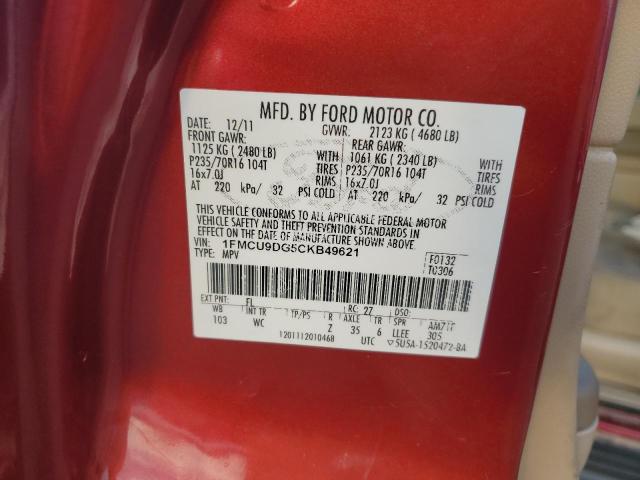 MFD. BY FORD MOTOR CO.
DATE: 12/11 GVWR. 2123 KG ( 4680 LB)
FRONT GAWR: REAR GAWR:
1125 KG ( 2480 LB) WITH 1061 KG ( 2340 LB) WITH
P235/70R16 104T TIRES P235/70R16 104T TIRES
16x7.0J RIMS 16x7.0J RIMS
AT 220 kPa/ 32 PSI COLD AT 220 kPa/ 32 PSI COLD
THIS VEHICLE CONFORMS TO ALL APPLICABLE FEDERAL MOTOR
VEHICLE SAFETY AND THEFT PREVENTION STANDARDS IN
EFFECT ON THE DATE OF MANUFACTURE SHOWN ABOVE.
VIN: 1FMCU9DG5CKB49621 F0132
TYPE: MPV T0306
EXT PNT: FL RC: 27 DSO:
WB INT TR TP/PS R AXLE TR SPR
103 WC Z 35 6 LLEE 305
1201112010468 UTC ▽5U5A-1520472-BA